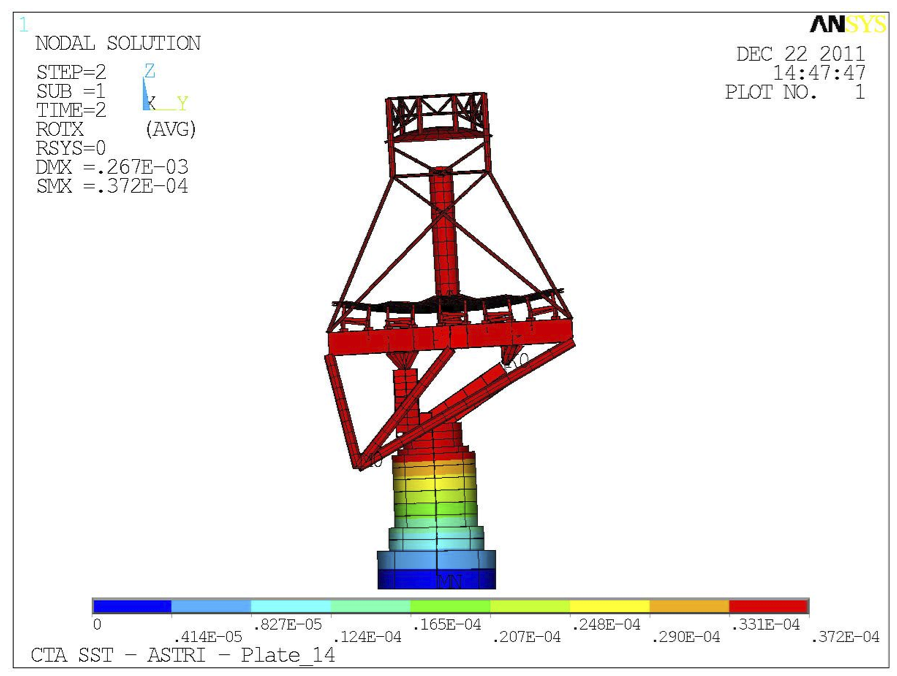 1
ANSYS
NODAL SOLUTION
STEP=2
SUB =1
TIME=2
ROTX (AVG)
RSYS=0
DMX =.267E-03
SMX =.372E-04
Z
X Y
DEC 22 2011
14:47:47
PLOT NO. 1
MN
0 .827E-05 .165E-04 .248E-04 .331E-04
.414E-05 .124E-04 .207E-04 .290E-04 .372E-04
CTA SST - ASTRI - Plate_14